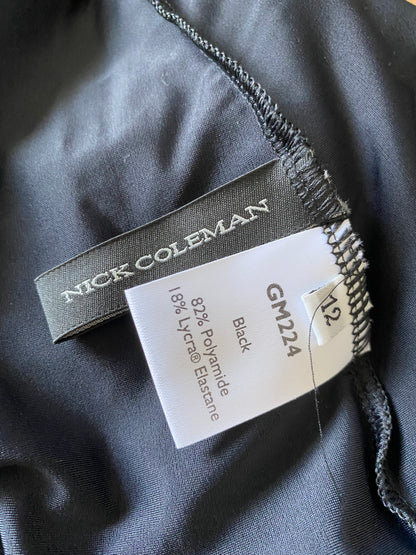 NICK COLEMAN
GM224
12
Black
82% Polyamide
18% Lycra® Elastane